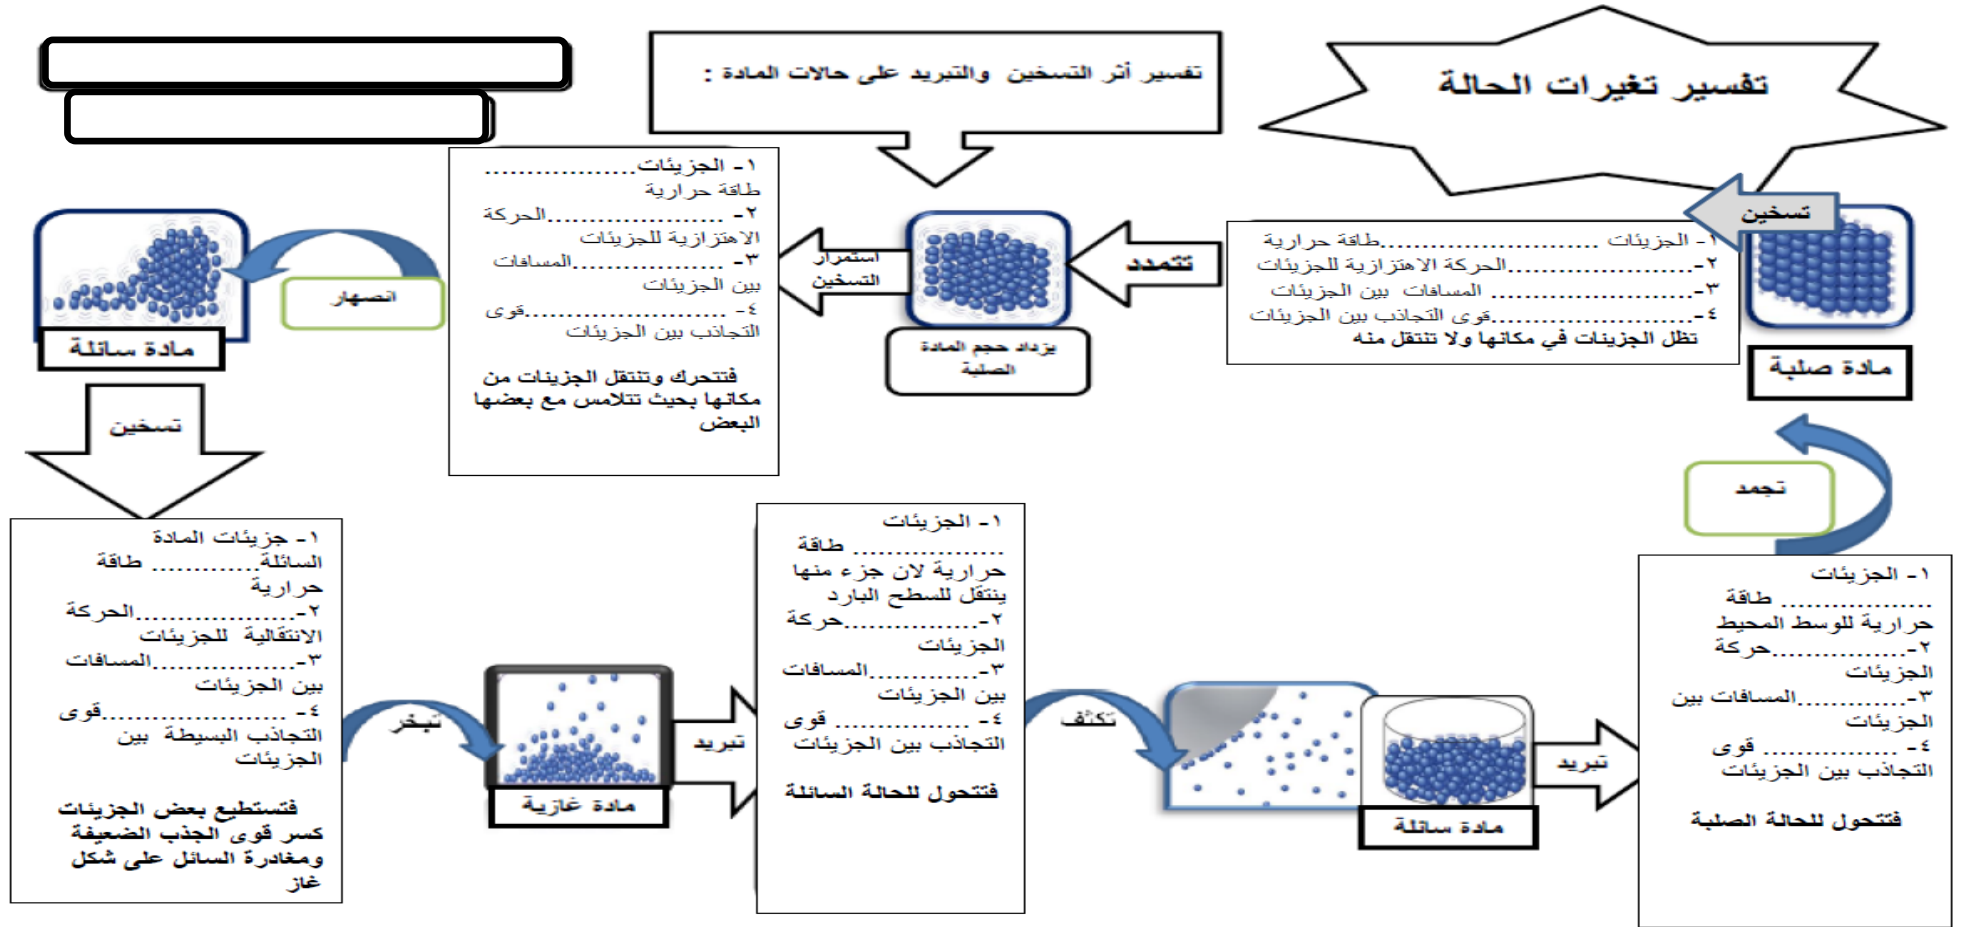 تفسير تغيرات الحالة
تفسير أثر التسخين والتبريد على حالات المادة :
تسخين
مادة صلبة
١- الجزيئات ..........................طاقة حرارية
٢-........................الحركة الاهتزازية للجزيئات
٣-........................ المسافات بين الجزيئات
٤-........................قوى التجاذب بين الجزيئات
تظل الجزيئات في مكانها ولا تنتقل منه
تتمدد
يزداد حجم المادة
الصلبة
استمرار
التسخين
١- الجزيئات..................
طاقة حرارية
٢- .....................الحركة
الاهتزازية للجزيئات
٣- ..................المسافات
بين الجزيئات
٤- ........................قوى
التجاذب بين الجزيئات
فتتحرك وتنتقل الجزيئات من
مكانها بحيث تتلامس مع بعضها
البعض
انصهار
مادة سائلة
تسخين
١- جزيئات المادة
السائلة............. طاقة
حرارية
٢-...................الحركة
الانتقالية للجزيئات
٣-.................المسافات
بين الجزيئات
٤- ......................قوى
التجاذب البسيطة بين
الجزيئات
فتستطيع بعض الجزيئات
كسر قوى الجذب الضعيفة
ومغادرة السائل على شكل
غاز
تبخر
مادة غازية
تبريد
١- الجزيئات
.................. طاقة
حرارية لان جزء منها
ينتقل للسطح البارد
٢-................حركة
الجزيئات
٣-.............المسافات
بين الجزيئات
٤- ................ قوى
التجاذب بين الجزيئات
فتتحول للحالة السائلة
تكثف
مادة سائلة
تبريد
١- الجزيئات
.................. طاقة
حرارية للوسط المحيط
٢-................حركة
الجزيئات
٣-.............المسافات بين
الجزيئات
٤- ................ قوى
التجاذب بين الجزيئات
فتتحول للحالة الصلبة
تجمد